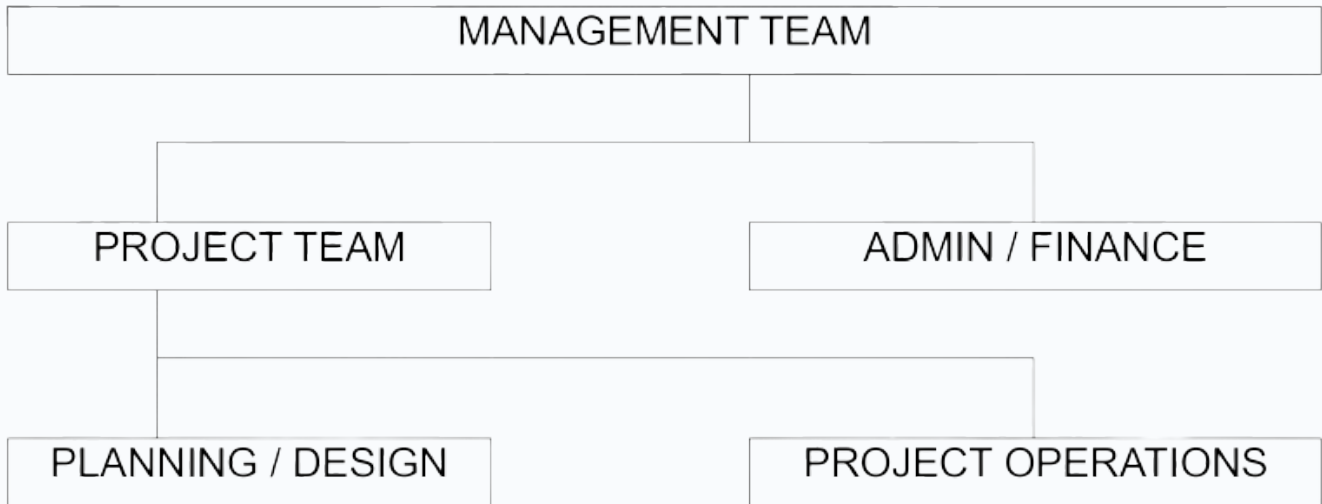 MANAGEMENT TEAM
PROJECT TEAM
ADMIN / FINANCE
PLANNING / DESIGN
PROJECT OPERATIONS